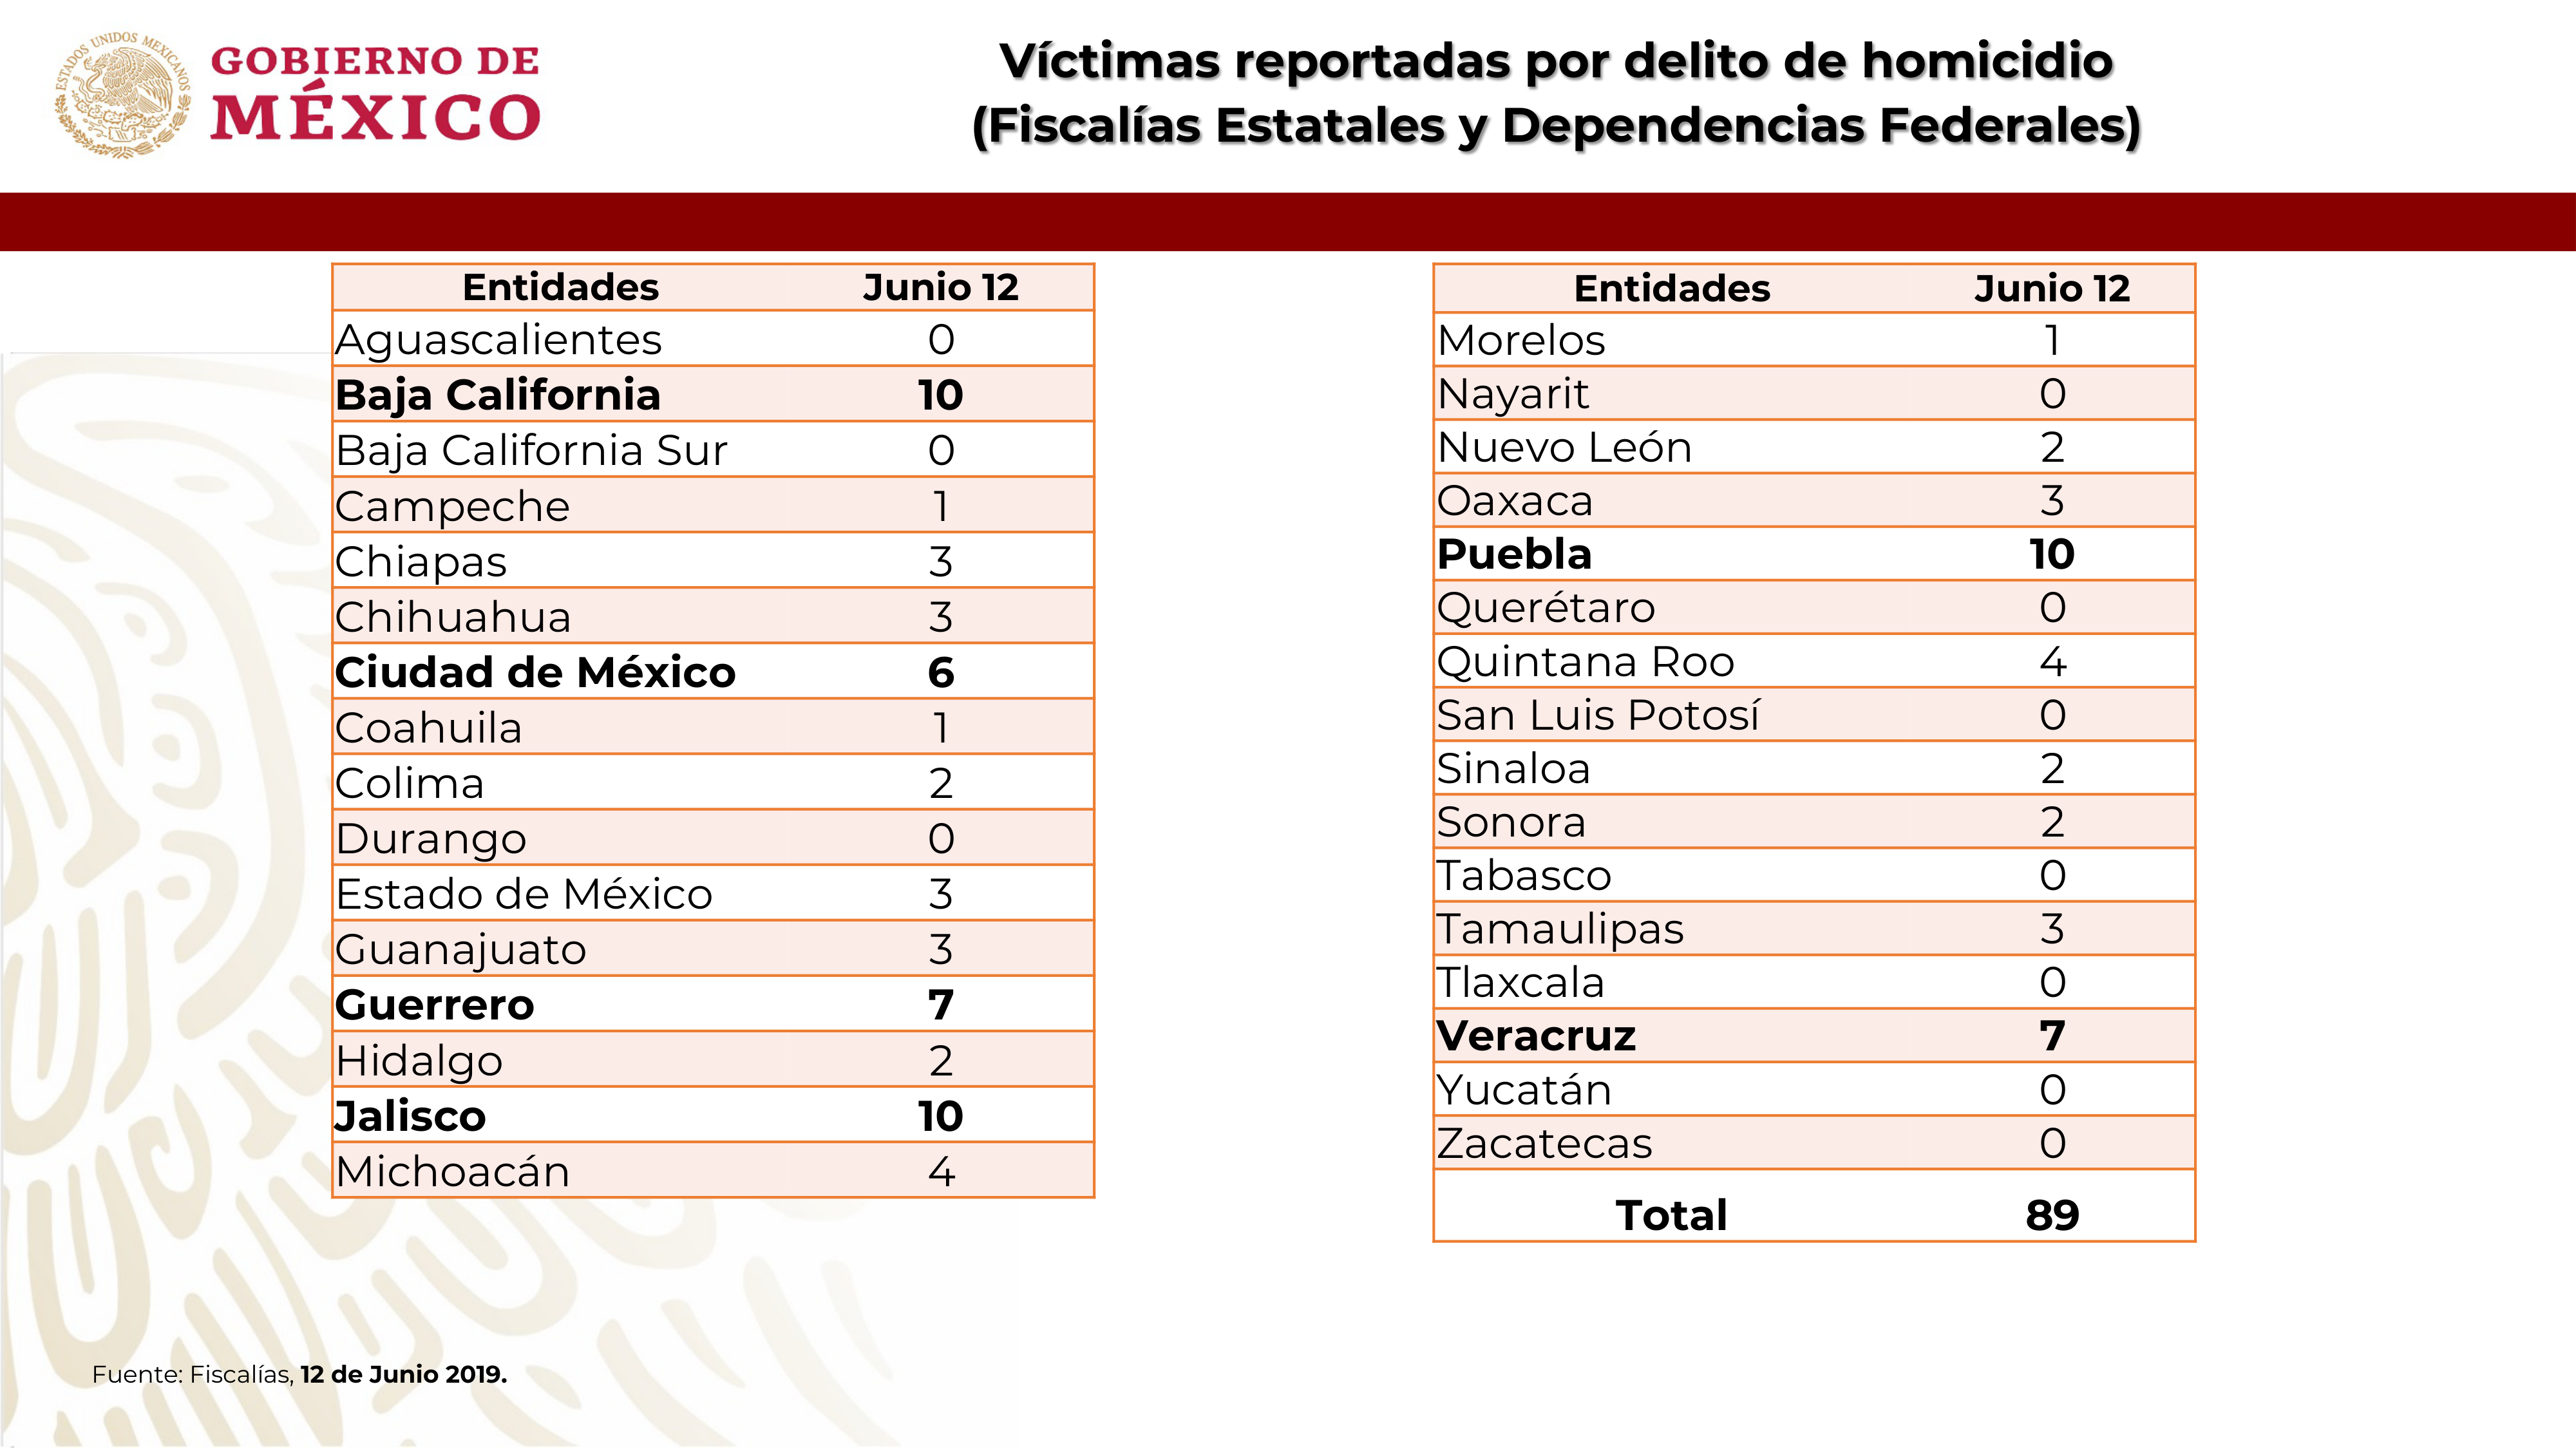 ESTADOS UNIDOS MEXICANOS
GOBIERNO DE
MÉXICO
Víctimas reportadas por delito de homicidio
(Fiscalías Estatales y Dependencias Federales)
Entidades Junio 12
Aguascalientes 0
Baja California 10
Baja California Sur 0
Campeche 1
Chiapas 3
Chihuahua 3
Ciudad de México 6
Coahuila 1
Colima 2
Durango 0
Estado de México 3
Guanajuato 3
Guerrero 7
Hidalgo 2
Jalisco 10
Michoacán 4
Entidades Junio 12
Morelos 1
Nayarit 0
Nuevo León 2
Oaxaca 3
Puebla 10
Querétaro 0
Quintana Roo 4
San Luis Potosí 0
Sinaloa 2
Sonora 2
Tabasco 0
Tamaulipas 3
Tlaxcala 0
Veracruz 7
Yucatán 0
Zacatecas 0
Total 89
Fuente: Fiscalías, 12 de Junio 2019.